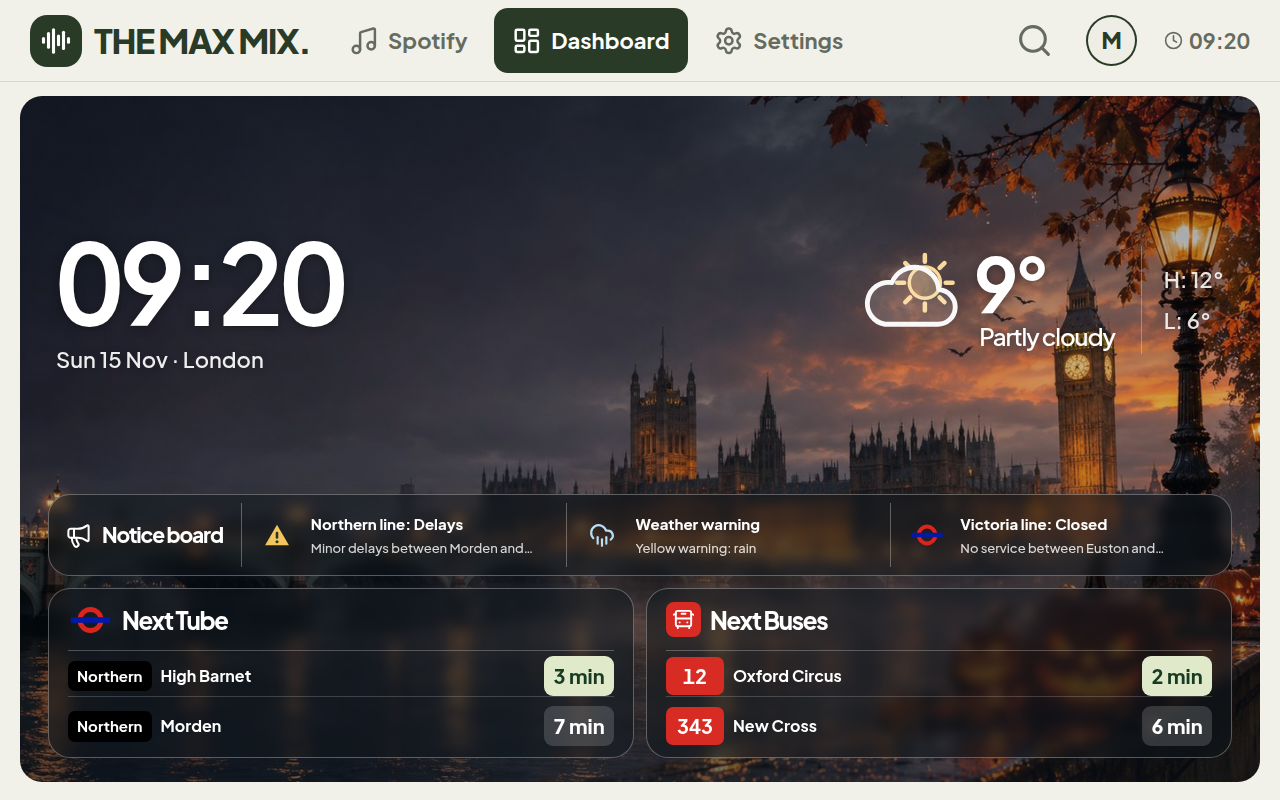 THE MAX MIX.
Spotify
Dashboard
Settings
M
09:20
09:20
Sun 15 Nov · London
9°
Partly cloudy
H: 12°
L: 6°
Notice board
Northern line: Delays
Minor delays between Morden and…
Weather warning
Yellow warning: rain
Victoria line: Closed
No service between Euston and…
Next Tube
Northern High Barnet 3 min
Northern Morden 7 min
Next Buses
12 Oxford Circus 2 min
343 New Cross 6 min